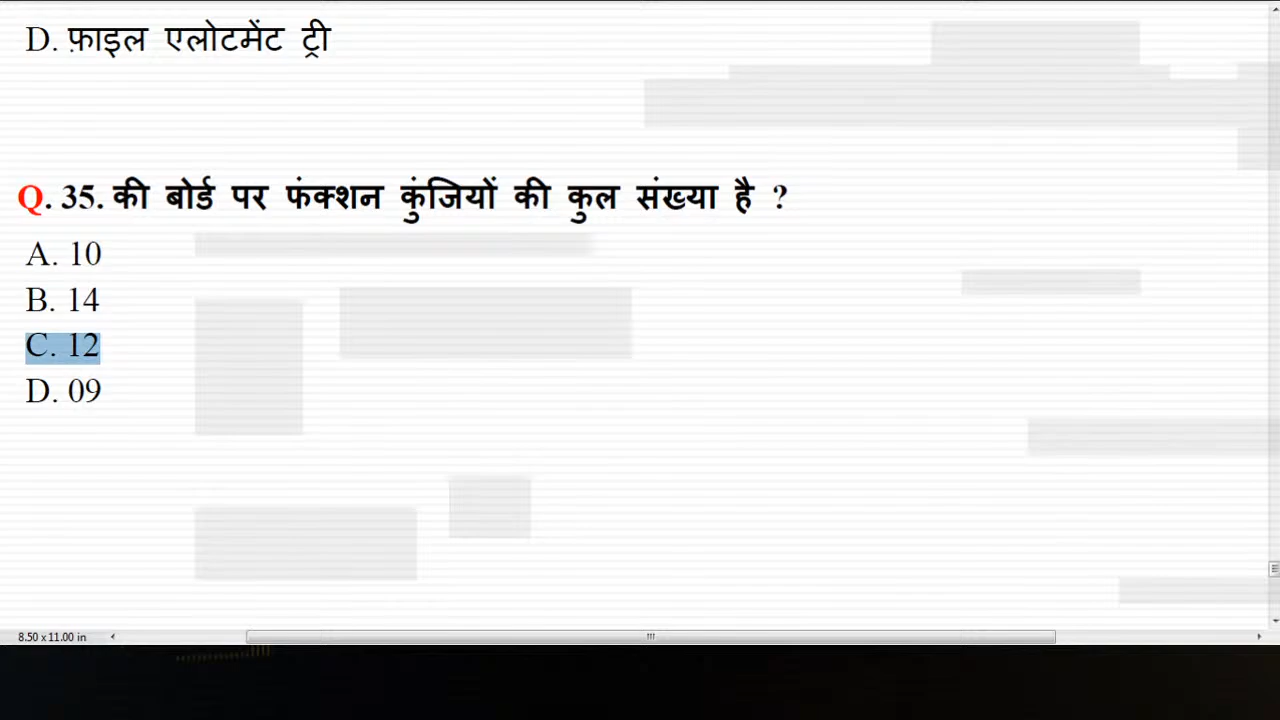 D. फ़ाइल एलोटमेंट ट्री
Q. 35. की बोर्ड पर फंक्शन कुंजियों की कुल संख्या है ?
A. 10
B. 14
C. 12
D. 09
8.50 x 11.00 in